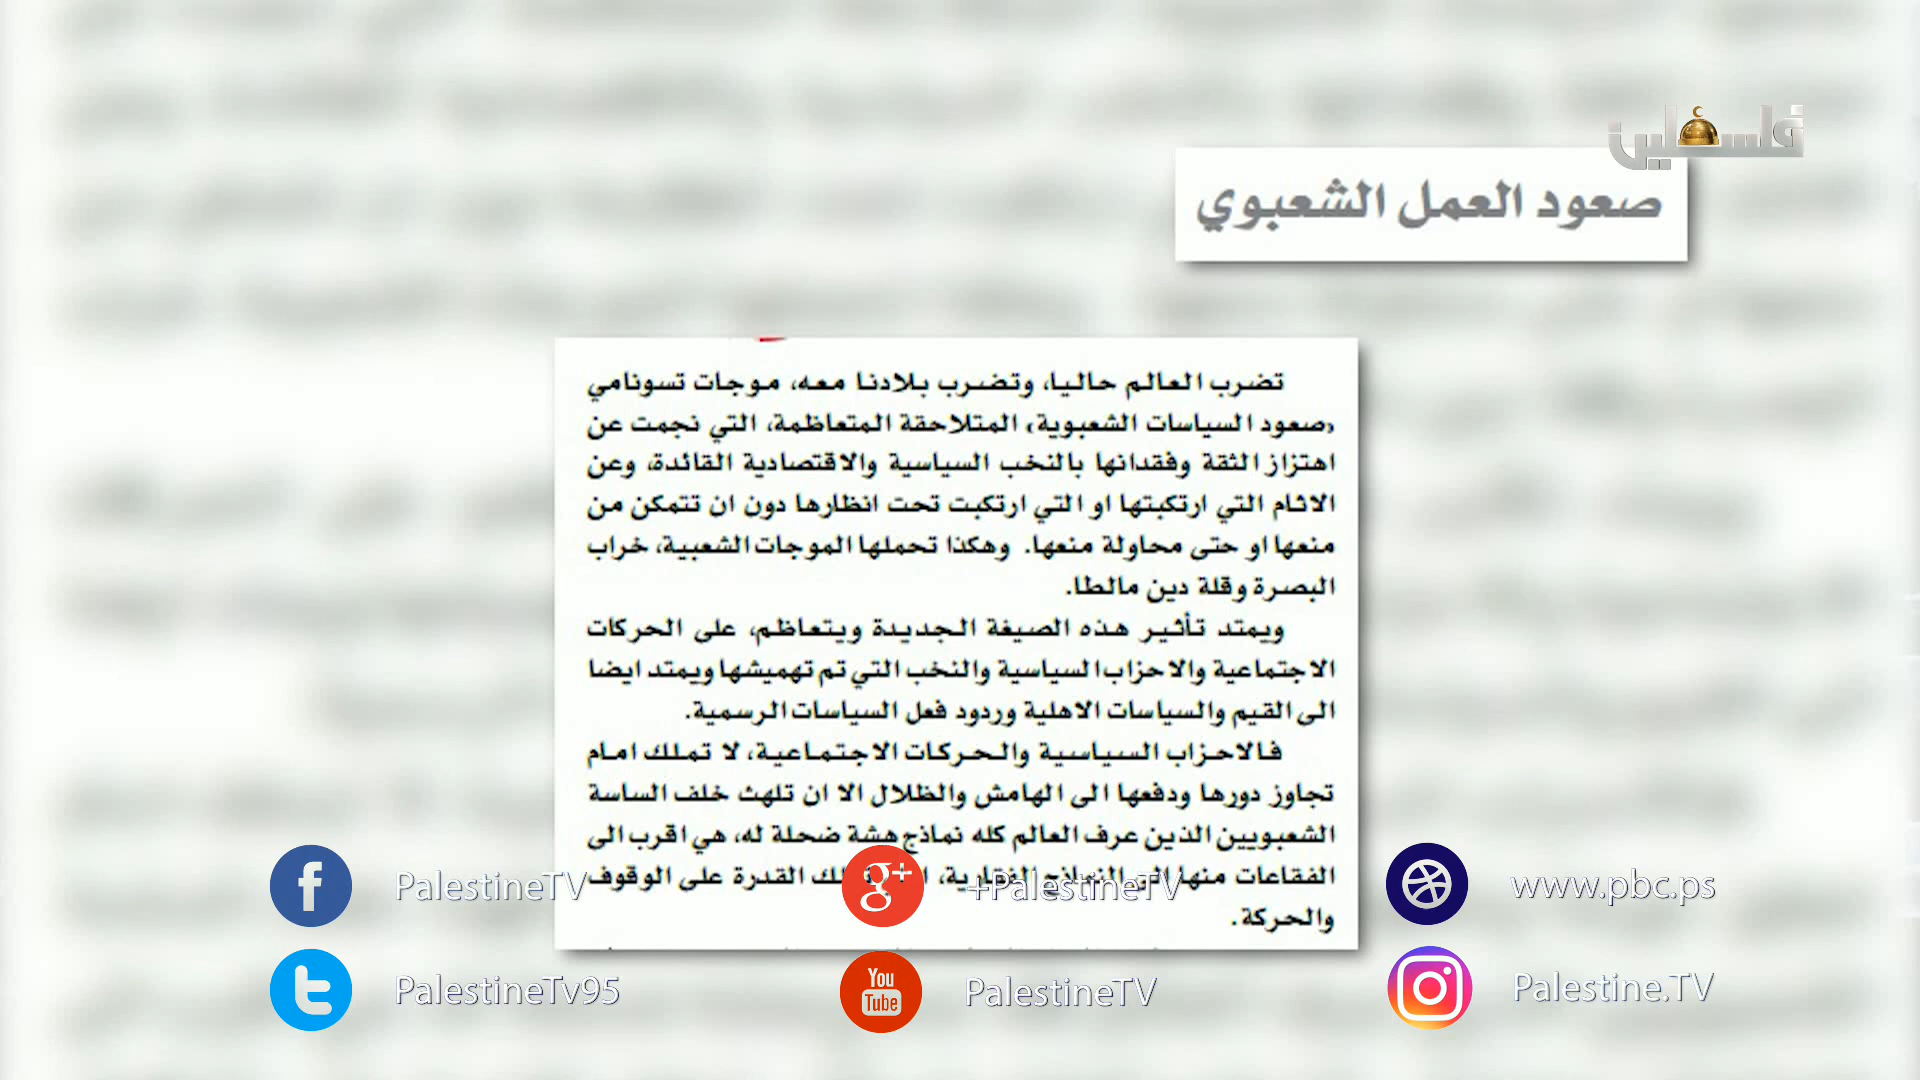 فلسطين
صعود العمل الشعبوي
تضرب العالم حاليا، وتضرب بلادنا معه، موجات تسونامي
«صعود السياسات الشعبوية» المتلاحقة المتعاظمة، التي نجمت عن
اهتزاز الثقة وفقدانها بالنخب السياسية والاقتصادية القائدة، وعن
الاثام التي ارتكبتها او التي ارتكبت تحت انظارها دون ان تتمكن من
منعها او حتى محاولة منعها. وهكذا تحملها الموجات الشعبية، خراب
البصرة وقلة دين مالطا.
ويمتد تأثير هذه الصيغة الجديدة ويتعاظم، على الحركات
الاجتماعية والاحزاب السياسية والنخب التي تم تهميشها ويمتد ايضا
الى القيم والسياسات الاهلية وردود فعل السياسات الرسمية.
فالاحزاب السياسية والحركات الاجتماعية، لا تملك امام
تجاوز دورها ودفعها الى الهامش والظلال الا ان تلهث خلف الساسة
الشعبويين الذين عرف العالم كله نماذج هشة ضحلة له، هي اقرب الى
الفقاعات منها الى النماذج الفقارية، القدرة على الوقوف
والحركة.
PalestineTV
+PalestineTV
www.pbc.ps
PalestineTv95
You Tube
PalestineTV
Palestine.TV